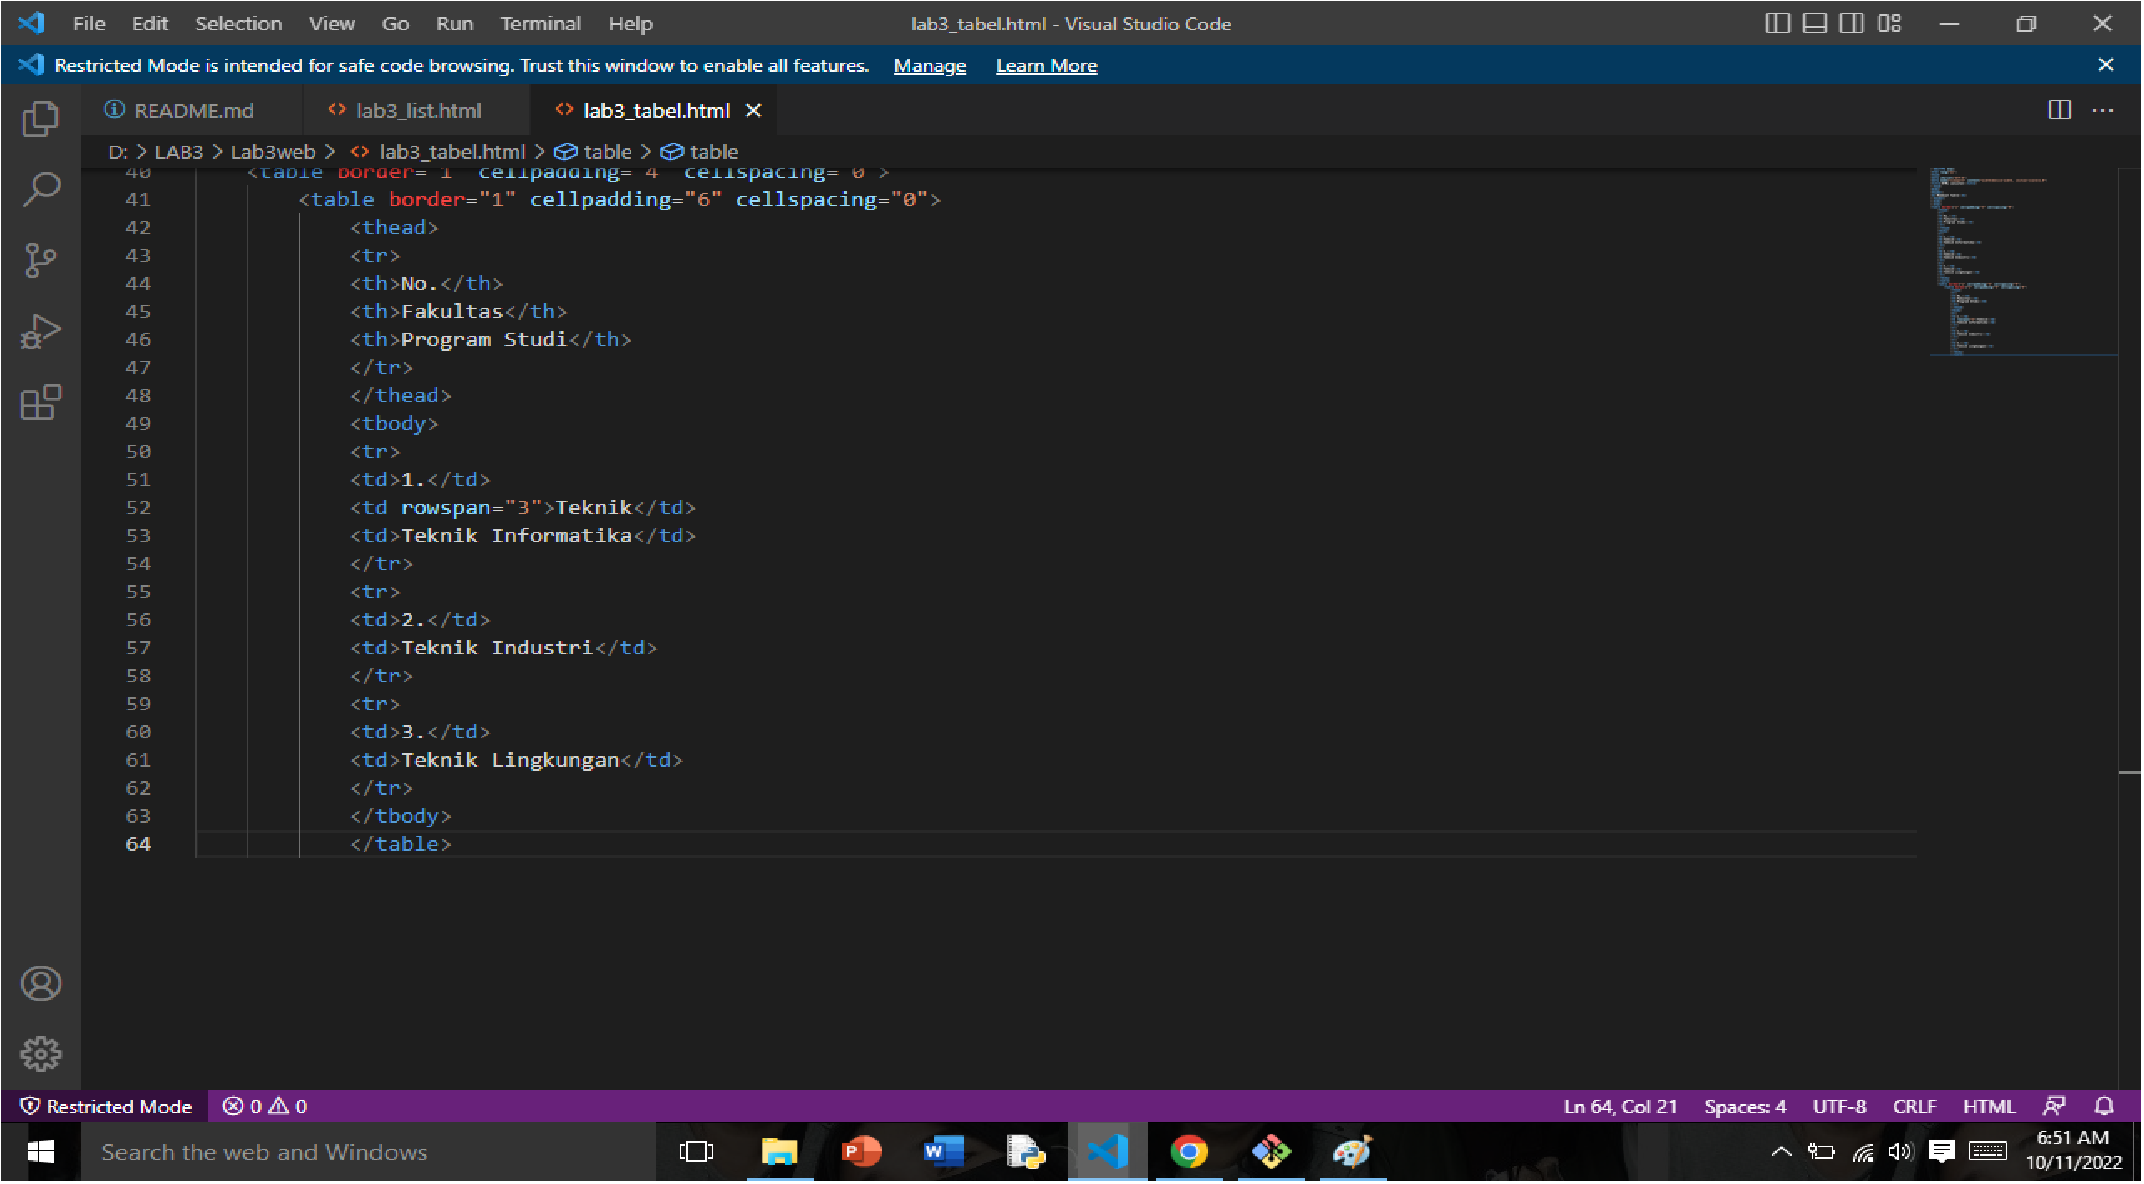 File Edit Selection View Go Run Terminal Help lab3_tabel.html - Visual Studio Code
Restricted Mode is intended for safe code browsing. Trust this window to enable all features. Manage Learn More
README.md <> lab3_list.html <> lab3_tabel.html
D: > LAB3 > Lab3web > <> lab3_tabel.html > table > table
40 <table border="1" cellpadding="4" cellspacing="0">
41 <table border="1" cellpadding="6" cellspacing="0">
42 <thead>
43 <tr>
44 <th>No.</th>
45 <th>Fakultas</th>
46 <th>Program Studi</th>
47 </tr>
48 </thead>
49 <tbody>
50 <tr>
51 <td>1.</td>
52 <td rowspan="3">Teknik</td>
53 <td>Teknik Informatika</td>
54 </tr>
55 <tr>
56 <td>2.</td>
57 <td>Teknik Industri</td>
58 </tr>
59 <tr>
60 <td>3.</td>
61 <td>Teknik Lingkungan</td>
62 </tr>
63 </tbody>
64 </table>
Restricted Mode 0 0 Ln 64, Col 21 Spaces: 4 UTF-8 CRLF HTML
Search the web and Windows
6:51 AM
10/11/2022